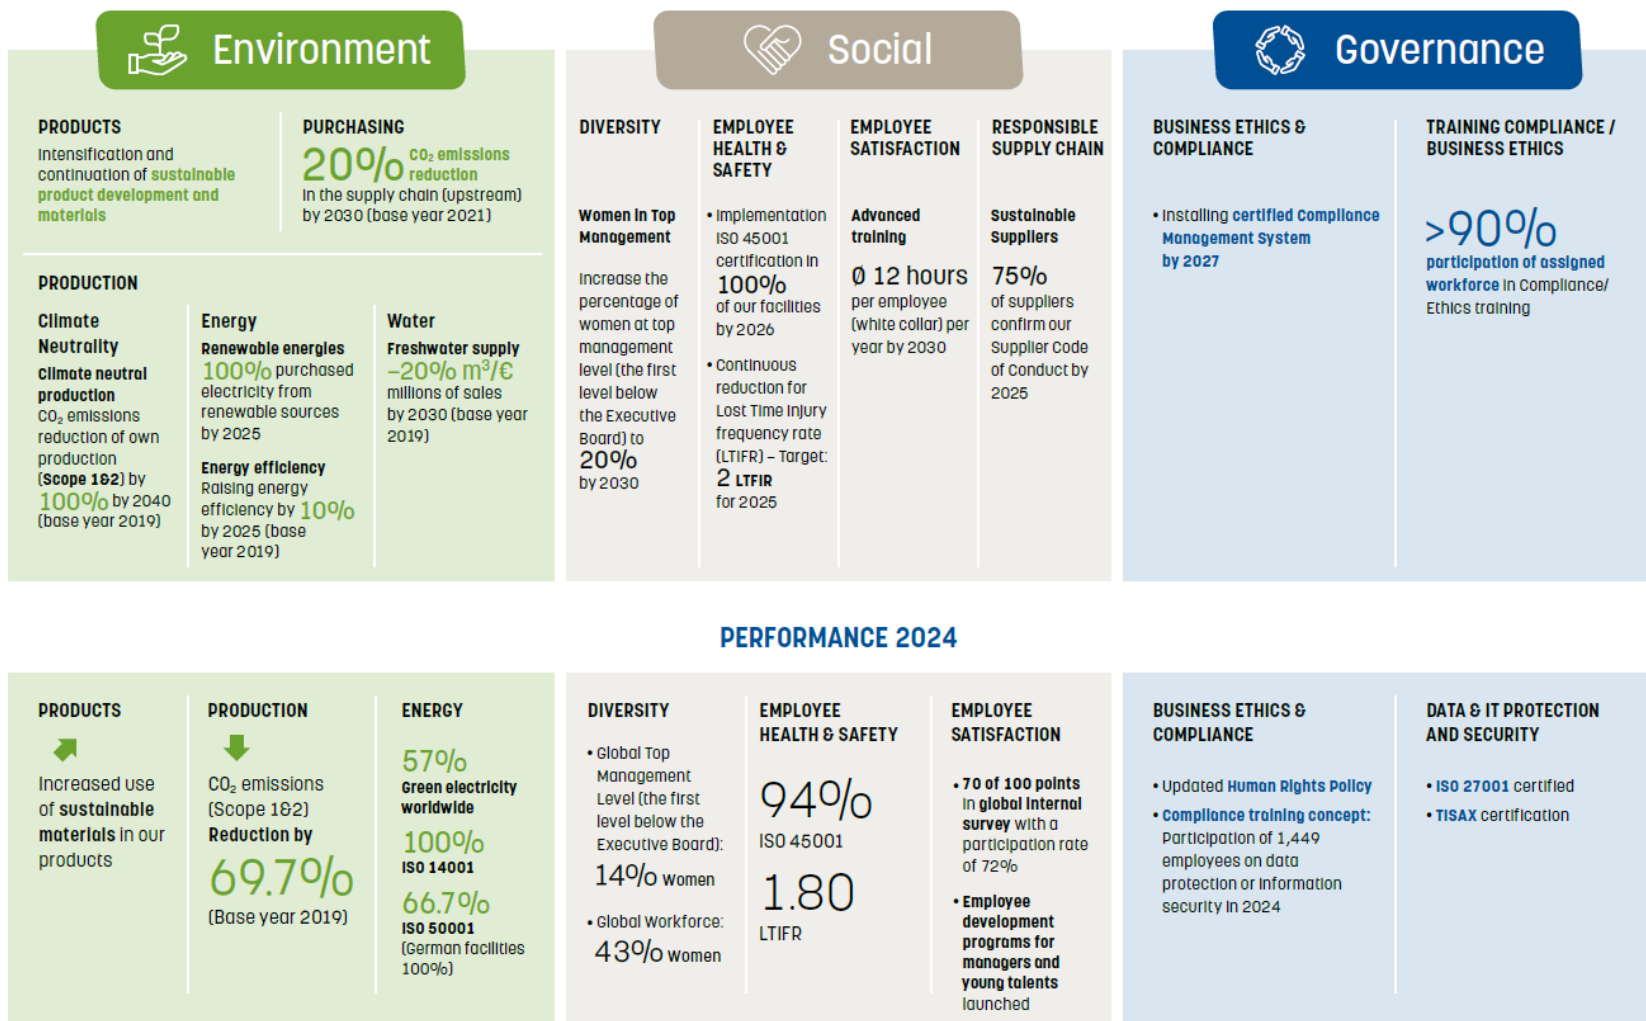 Environment
PRODUCTS
Intensification and
continuation of sustainable
product development and
materials
PURCHASING
20% CO₂ emissions
reduction
in the supply chain (upstream)
by 2030 (base year 2021)
PRODUCTION
Climate
Neutrality
Climate neutral
production
CO₂ emissions
reduction of own
production
(Scope 1&2) by
100% by 2040
(base year 2019)
Energy
Renewable energies
100% purchased
electricity from
renewable sources
by 2025
Energy efficiency
Raising energy
efficiency by 10%
by 2025 (base
year 2019)
Water
Freshwater supply
–20% m³/€
millions of sales
by 2030 (base year
2019)
Social
DIVERSITY
Women in Top
Management
Increase the
percentage of
women at top
management
level (the first
level below
the Executive
Board) to
20%
by 2030
EMPLOYEE
HEALTH &
SAFETY
• Implementation
ISO 45001
certification in
100%
of our facilities
by 2026
• Continuous
reduction for
Lost Time Injury
frequency rate
(LTIFR) – Target:
2 LTFIR
for 2025
EMPLOYEE
SATISFACTION
Advanced
training
Ø 12 hours
per employee
(white collar) per
year by 2030
RESPONSIBLE
SUPPLY CHAIN
Sustainable
Suppliers
75%
of suppliers
confirm our
Supplier Code
of Conduct by
2025
Governance
BUSINESS ETHICS &
COMPLIANCE
• Installing certified Compliance
Management System
by 2027
TRAINING COMPLIANCE /
BUSINESS ETHICS
>90%
participation of assigned
workforce in Compliance/
Ethics training
PERFORMANCE 2024
PRODUCTS
Increased use
of sustainable
materials in our
products
PRODUCTION
CO₂ emissions
(Scope 1&2)
Reduction by
69.7%
(Base year 2019)
ENERGY
57%
Green electricity
worldwide
100%
ISO 14001
66.7%
ISO 50001
(German facilities
100%)
DIVERSITY
• Global Top
Management
Level (the first
level below the
Executive Board):
14% Women
• Global Workforce:
43% Women
EMPLOYEE
HEALTH & SAFETY
94%
ISO 45001
1.80
LTIFR
EMPLOYEE
SATISFACTION
• 70 of 100 points
in global internal
survey with a
participation rate
of 72%
• Employee
development
programs for
managers and
young talents
launched
BUSINESS ETHICS &
COMPLIANCE
• Updated Human Rights Policy
• Compliance training concept:
Participation of 1,449
employees on data
protection or information
security in 2024
DATA & IT PROTECTION
AND SECURITY
• ISO 27001 certified
• TISAX certification